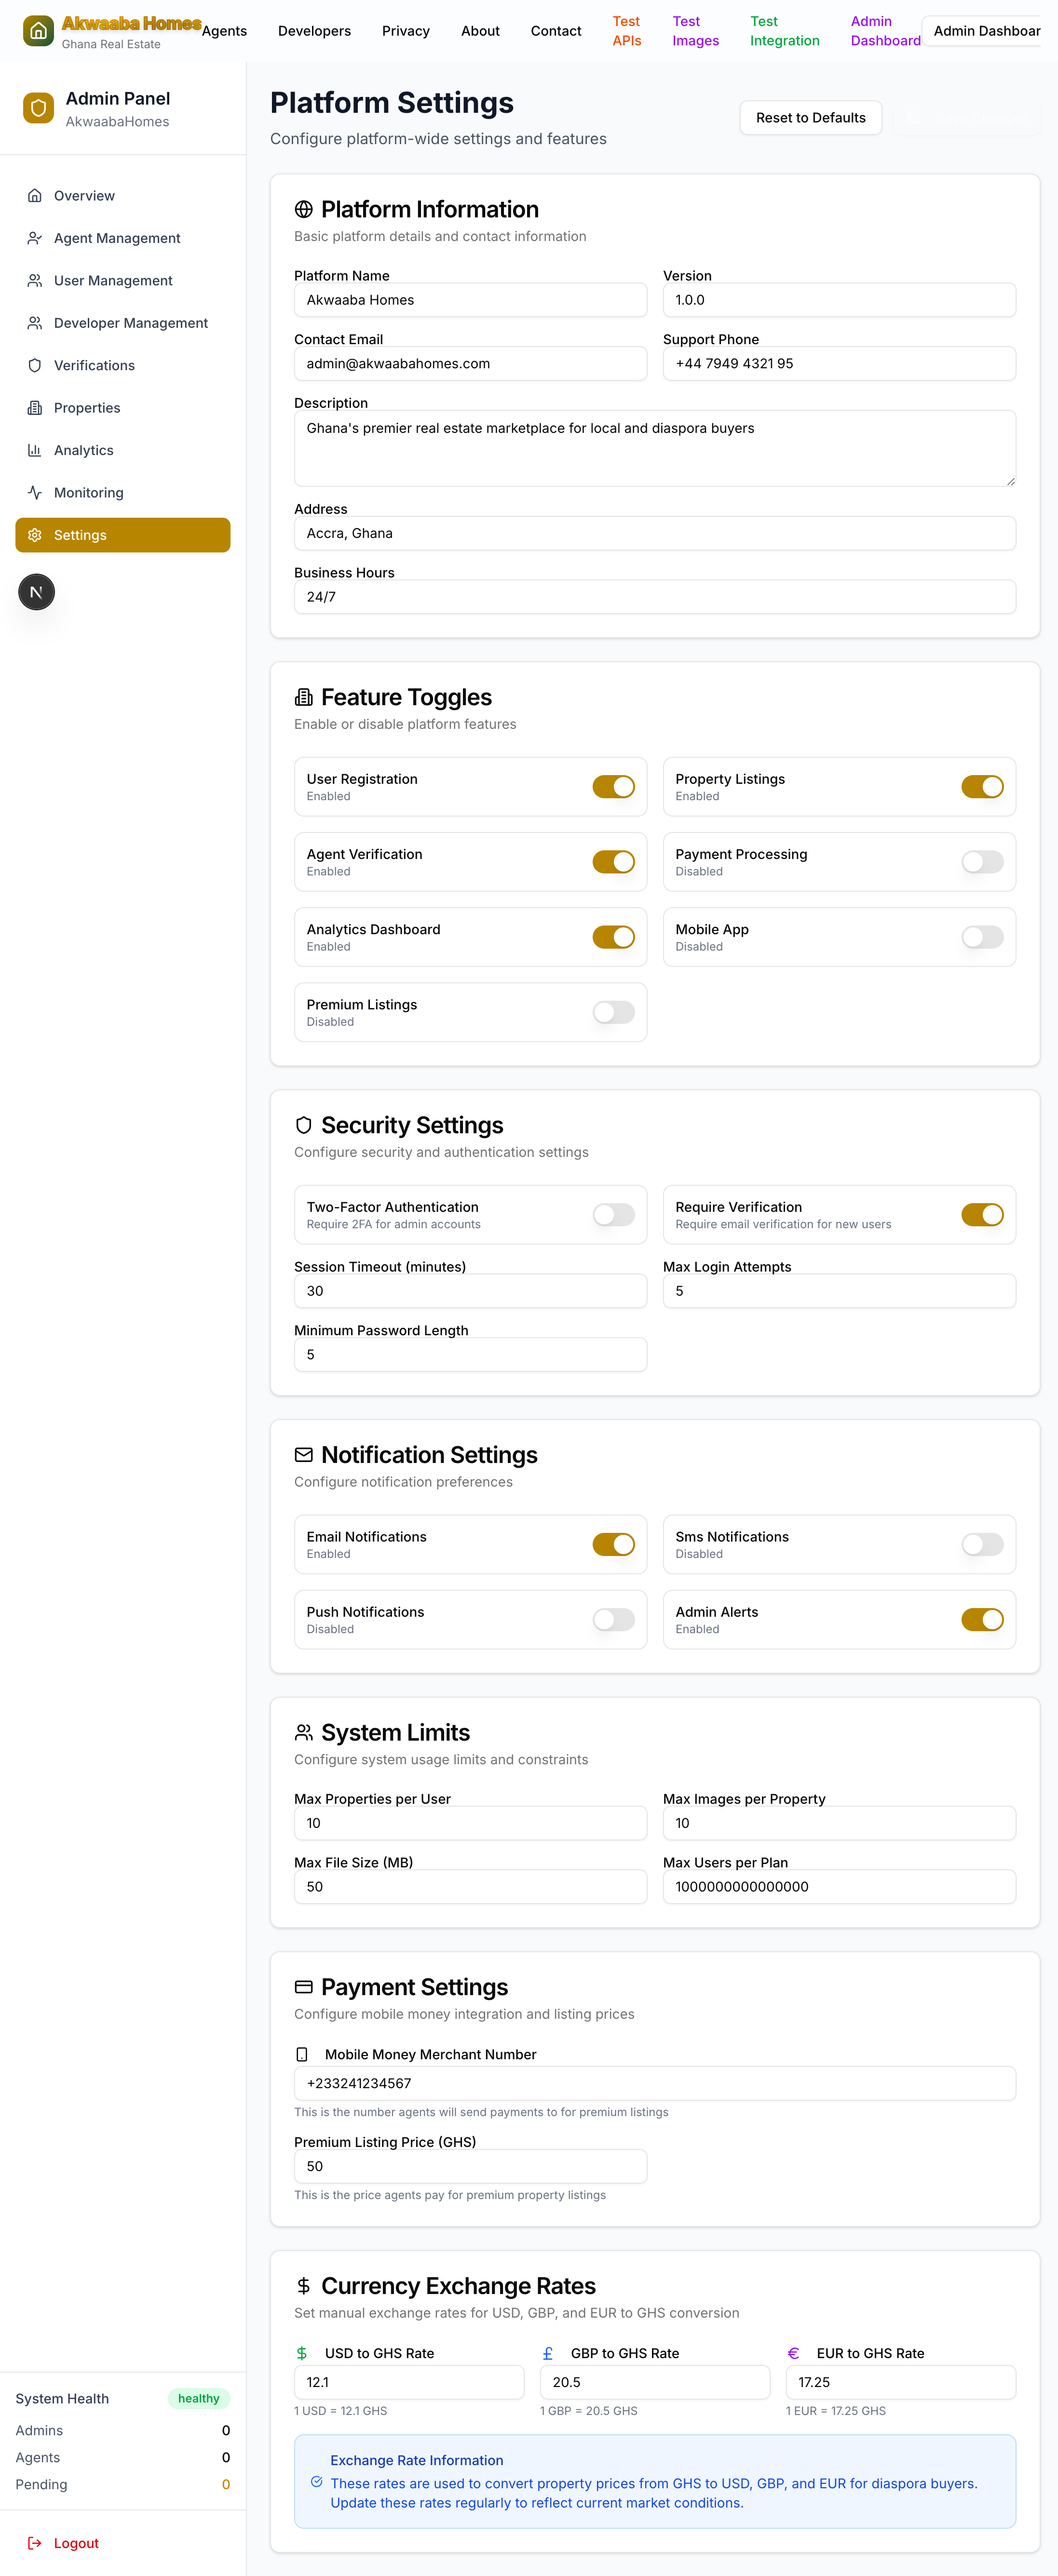 Akwaaba Homes
Ghana Real Estate
Agents
Developers
Privacy
About
Contact
Test
APIs
Test
Images
Test
Integration
Admin
Dashboard
Admin Panel
AkwaabaHomes
Overview
Agent Management
User Management
Developer Management
Verifications
Properties
Analytics
Monitoring
Settings
N
System Health
healthy
Admins 0
Agents 0
Pending 0
Logout
Platform Settings
Configure platform-wide settings and features
Reset to Defaults
Platform Information
Basic platform details and contact information
Platform Name
Akwaaba Homes
Version
1.0.0
Contact Email
admin@akwaabahomes.com
Support Phone
+44 7949 4321 95
Description
Ghana's premier real estate marketplace for local and diaspora buyers
Address
Accra, Ghana
Business Hours
24/7
Feature Toggles
Enable or disable platform features
User Registration
Enabled
Property Listings
Enabled
Agent Verification
Enabled
Payment Processing
Disabled
Analytics Dashboard
Enabled
Mobile App
Disabled
Premium Listings
Disabled
Security Settings
Configure security and authentication settings
Two-Factor Authentication
Require 2FA for admin accounts
Require Verification
Require email verification for new users
Session Timeout (minutes)
30
Max Login Attempts
5
Minimum Password Length
5
Notification Settings
Configure notification preferences
Email Notifications
Enabled
Sms Notifications
Disabled
Push Notifications
Disabled
Admin Alerts
Enabled
System Limits
Configure system usage limits and constraints
Max Properties per User
10
Max Images per Property
10
Max File Size (MB)
50
Max Users per Plan
1000000000000000
Payment Settings
Configure mobile money integration and listing prices
Mobile Money Merchant Number
+233241234567
This is the number agents will send payments to for premium listings
Premium Listing Price (GHS)
50
This is the price agents pay for premium property listings
Currency Exchange Rates
Set manual exchange rates for USD, GBP, and EUR to GHS conversion
$ USD to GHS Rate
12.1
1 USD = 12.1 GHS
£ GBP to GHS Rate
20.5
1 GBP = 20.5 GHS
€ EUR to GHS Rate
17.25
1 EUR = 17.25 GHS
Exchange Rate Information
These rates are used to convert property prices from GHS to USD, GBP, and EUR for diaspora buyers.
Update these rates regularly to reflect current market conditions.